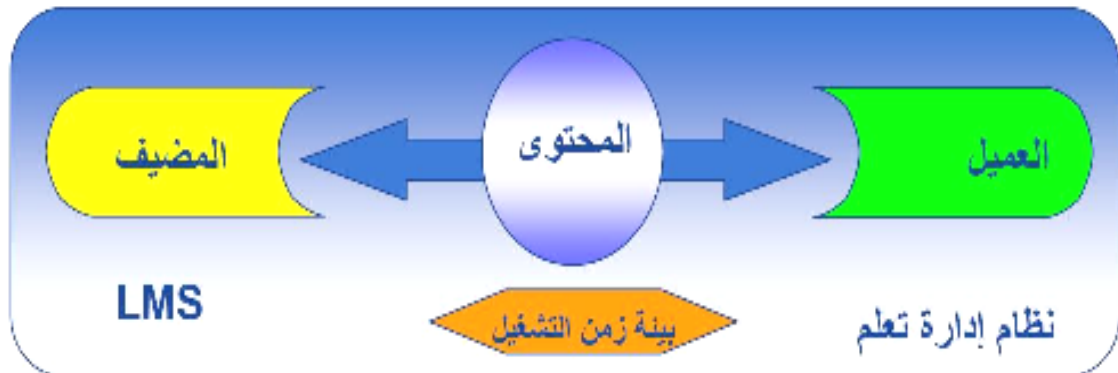 العميل
المحتوى
المضيف
نظام إدارة تعلم
بيئة زمن التشغيل
LMS